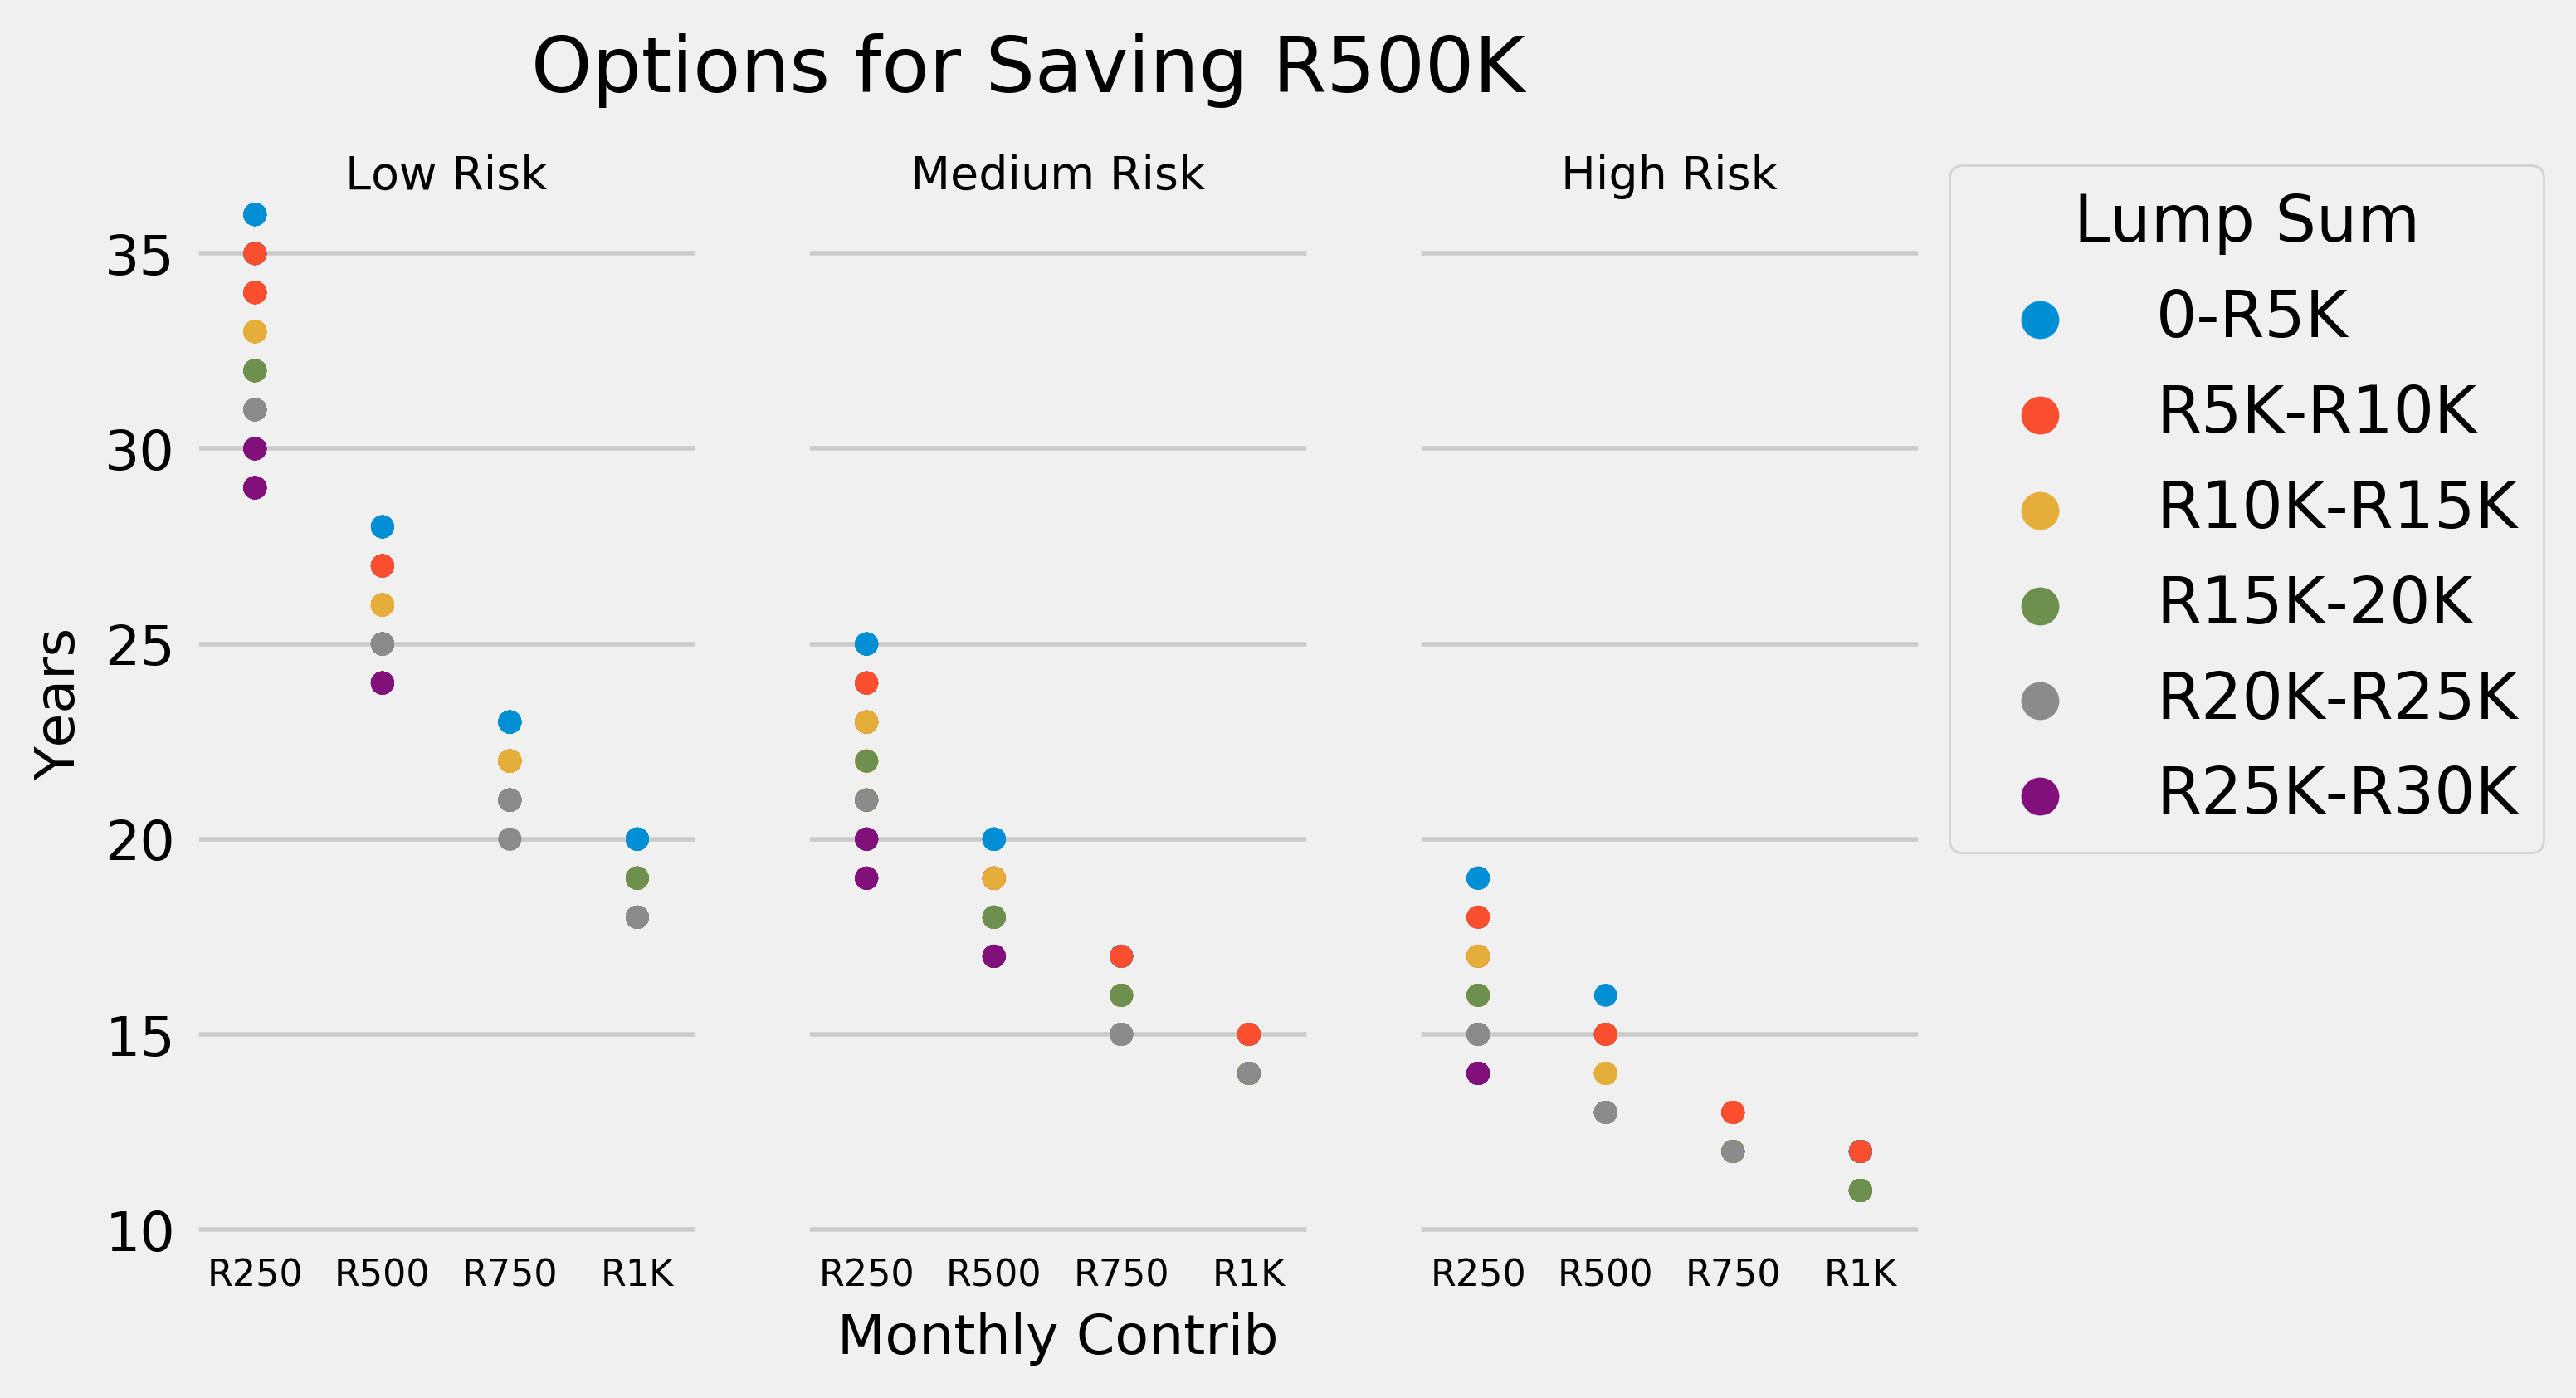 Options for Saving R500K
Low Risk
Medium Risk
High Risk
Lump Sum
0-R5K
R5K-R10K
R10K-R15K
R15K-20K
R20K-R25K
R25K-R30K
Years
35
30
25
20
15
10
R250 R500 R750 R1K
R250 R500 R750 R1K
R250 R500 R750 R1K
Monthly Contrib